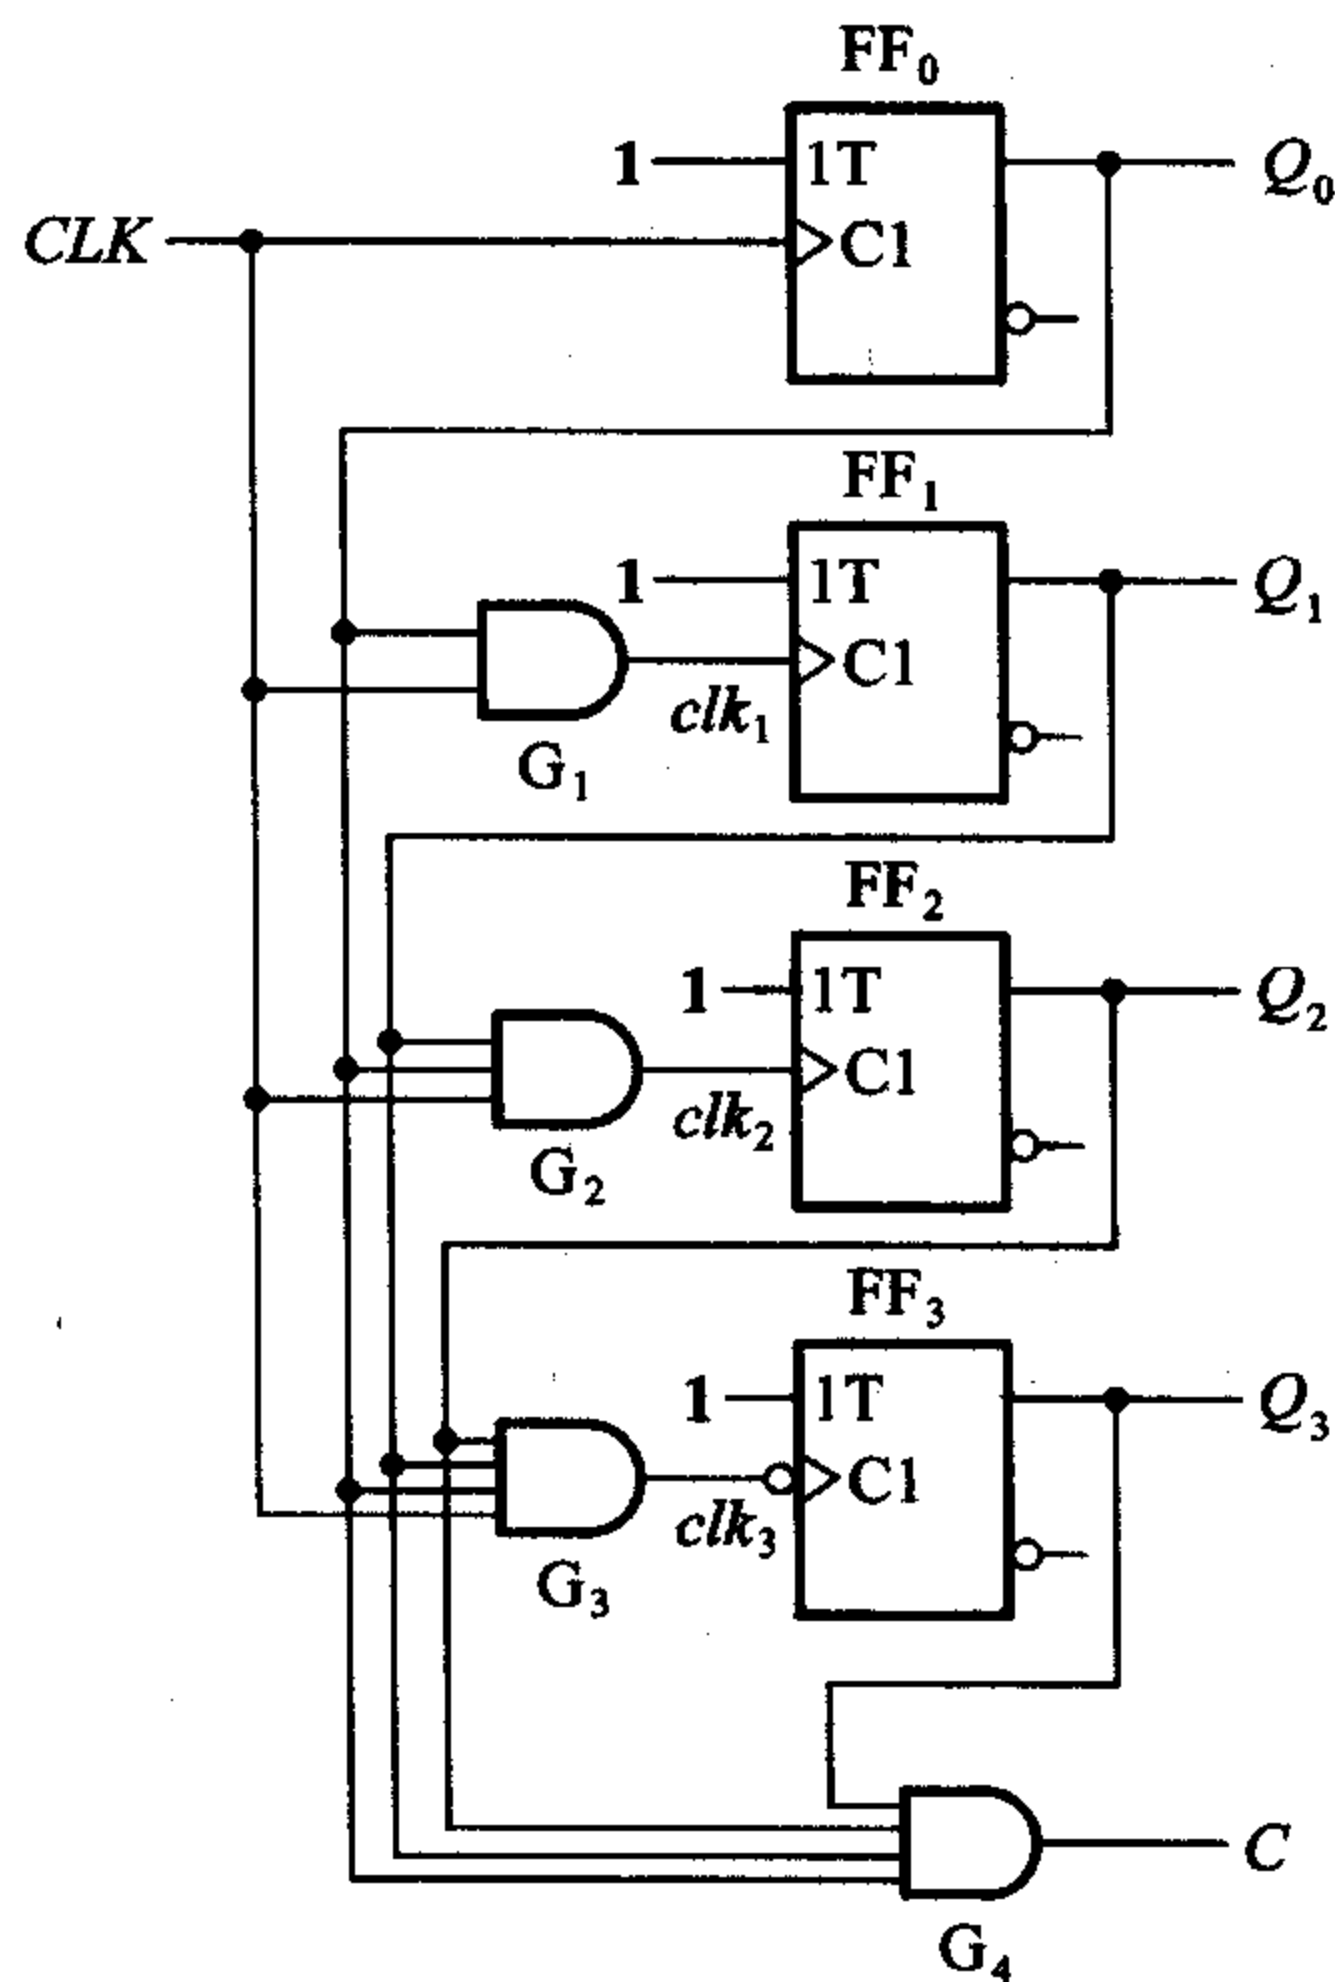 FF₀
1
1T
Q₀
CLK
C1
FF₁
1
1T
Q₁
C1
clk₁
G₁
FF₂
1
1T
Q₂
C1
clk₂
G₂
FF₃
1
1T
Q₃
C1
clk₃
G₃
C
G₄